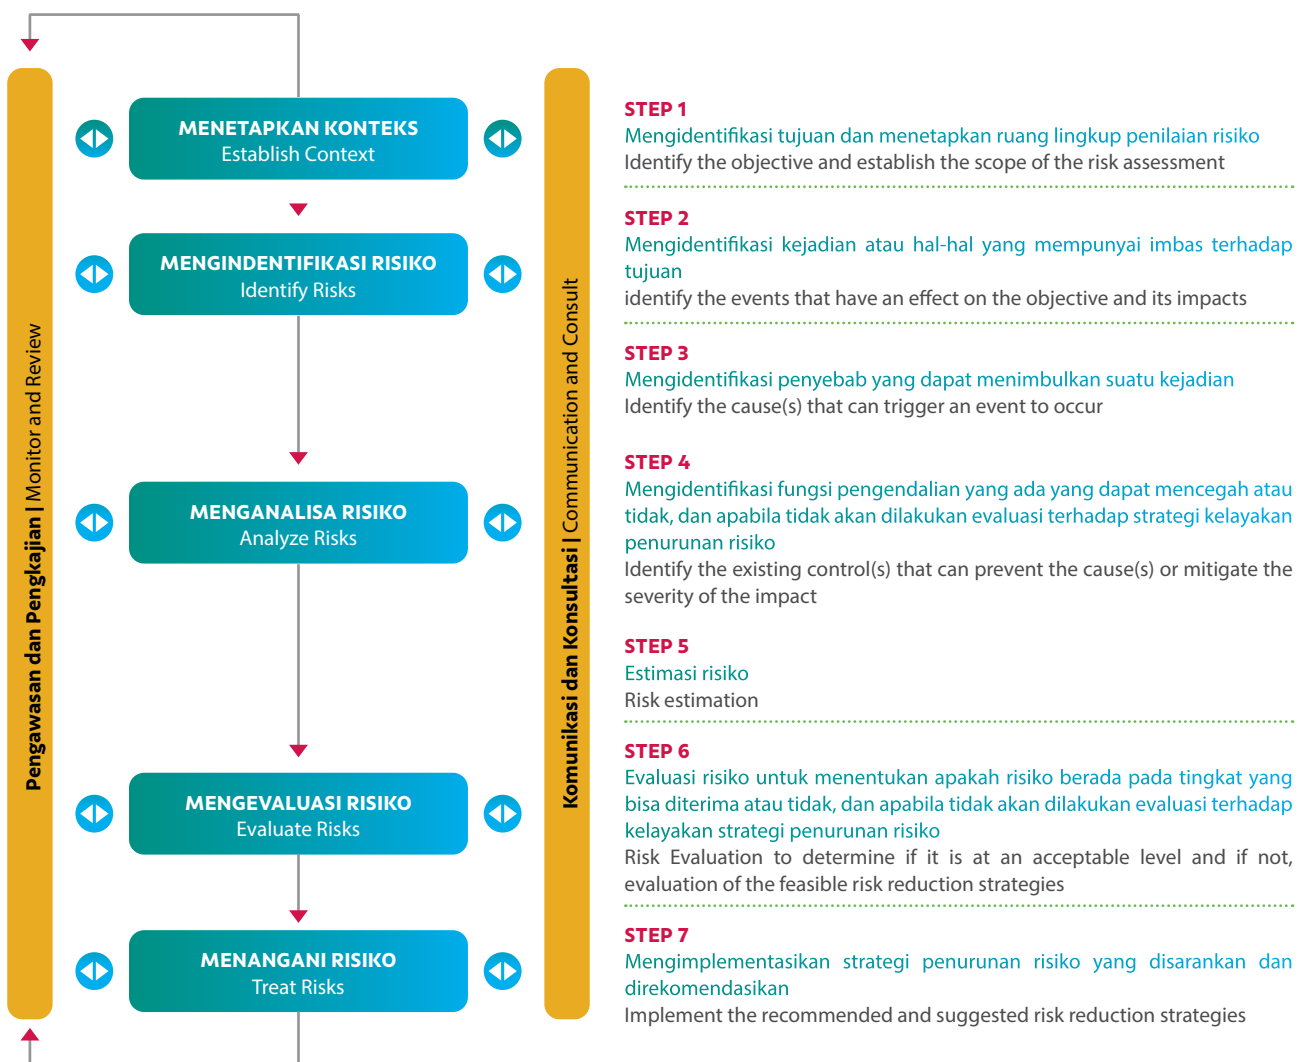 Pengawasan dan Pengkajian | Monitor and Review
MENETAPKAN KONTEKS
Establish Context
MENGINDENTIFIKASI RISIKO
Identify Risks
MENGANALISA RISIKO
Analyze Risks
MENGEVALUASI RISIKO
Evaluate Risks
MENANGANI RISIKO
Treat Risks
Komunikasi dan Konsultasi | Communication and Consult
STEP 1
Mengidentifikasi tujuan dan menetapkan ruang lingkup penilaian risiko
Identify the objective and establish the scope of the risk assessment
STEP 2
Mengidentifikasi kejadian atau hal-hal yang mempunyai imbas terhadap
tujuan
identify the events that have an effect on the objective and its impacts
STEP 3
Mengidentifikasi penyebab yang dapat menimbulkan suatu kejadian
Identify the cause(s) that can trigger an event to occur
STEP 4
Mengidentifikasi fungsi pengendalian yang ada yang dapat mencegah atau
tidak, dan apabila tidak akan dilakukan evaluasi terhadap strategi kelayakan
penurunan risiko
Identify the existing control(s) that can prevent the cause(s) or mitigate the
severity of the impact
STEP 5
Estimasi risiko
Risk estimation
STEP 6
Evaluasi risiko untuk menentukan apakah risiko berada pada tingkat yang
bisa diterima atau tidak, dan apabila tidak akan dilakukan evaluasi terhadap
kelayakan strategi penurunan risiko
Risk Evaluation to determine if it is at an acceptable level and if not,
evaluation of the feasible risk reduction strategies
STEP 7
Mengimplementasikan strategi penurunan risiko yang disarankan dan
direkomendasikan
Implement the recommended and suggested risk reduction strategies